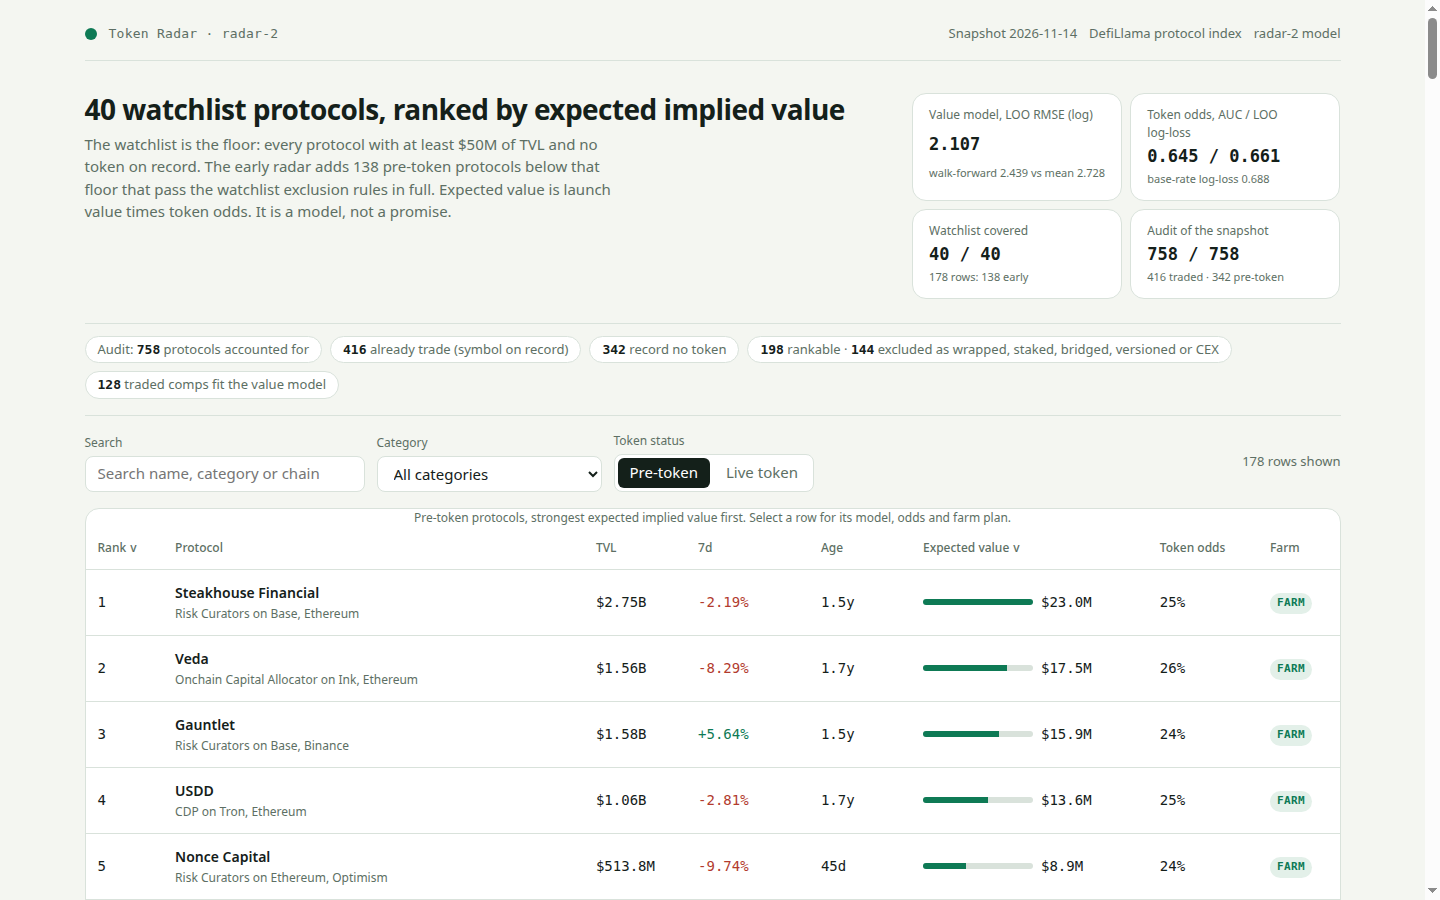 Token Radar · radar-2
Snapshot 2026-11-14 DefiLlama protocol index radar-2 model
40 watchlist protocols, ranked by expected implied value
The watchlist is the floor: every protocol with at least $50M of TVL and no
token on record. The early radar adds 138 pre-token protocols below that
floor that pass the watchlist exclusion rules in full. Expected value is launch
value times token odds. It is a model, not a promise.
Value model, LOO RMSE (log)
2.107
walk-forward 2.439 vs mean 2.728
Token odds, AUC / LOO
log-loss
0.645 / 0.661
base-rate log-loss 0.688
Watchlist covered
40 / 40
178 rows: 138 early
Audit of the snapshot
758 / 758
416 traded · 342 pre-token
Audit: 758 protocols accounted for
416 already trade (symbol on record)
342 record no token
198 rankable · 144 excluded as wrapped, staked, bridged, versioned or CEX
128 traded comps fit the value model
Search
Search name, category or chain
Category
All categories
Token status
Pre-token Live token
178 rows shown
Pre-token protocols, strongest expected implied value first. Select a row for its model, odds and farm plan.
Rank v Protocol TVL 7d Age Expected value v Token odds Farm
1 Steakhouse Financial $2.75B -2.19% 1.5y $23.0M 25% FARM
Risk Curators on Base, Ethereum
2 Veda $1.56B -8.29% 1.7y $17.5M 26% FARM
Onchain Capital Allocator on Ink, Ethereum
3 Gauntlet $1.58B +5.64% 1.5y $15.9M 24% FARM
Risk Curators on Base, Binance
4 USDD $1.06B -2.81% 1.7y $13.6M 25% FARM
CDP on Tron, Ethereum
5 Nonce Capital $513.8M -9.74% 45d $8.9M 24% FARM
Risk Curators on Ethereum, Optimism